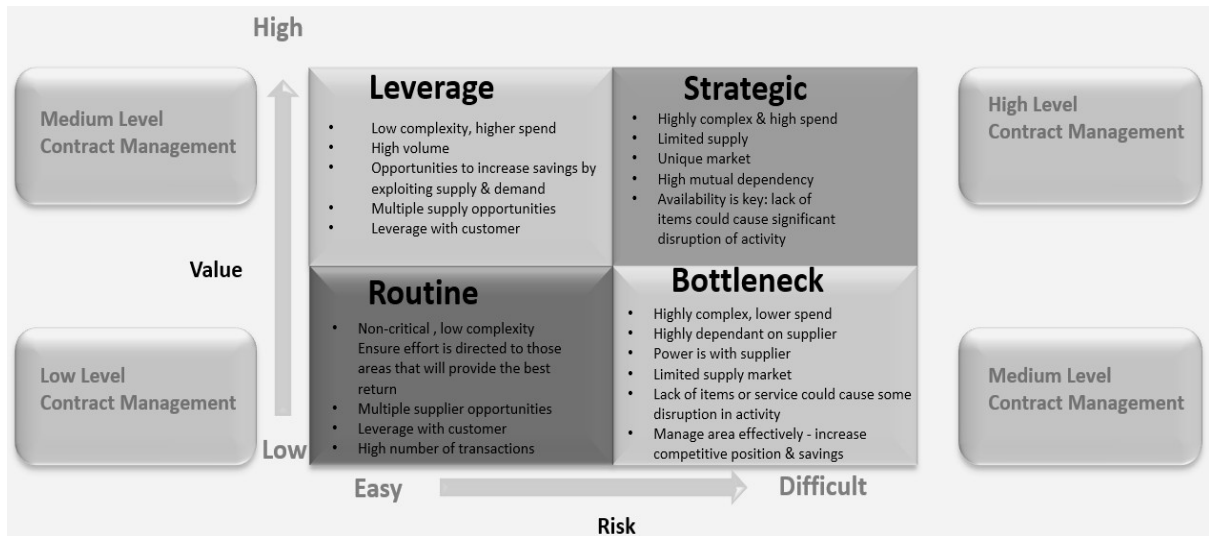 High
Medium Level
Contract Management
Leverage
• Low complexity, higher spend
• High volume
• Opportunities to increase savings by
exploiting supply & demand
• Multiple supply opportunities
• Leverage with customer
Strategic
• Highly complex & high spend
• Limited supply
• Unique market
• High mutual dependency
• Availability is key: lack of
items could cause significant
disruption of activity
High Level
Contract Management
Value
Low Level
Contract Management
Routine
• Non-critical , low complexity
Ensure effort is directed to those
areas that will provide the best
return
• Multiple supplier opportunities
• Leverage with customer
• High number of transactions
Bottleneck
• Highly complex, lower spend
• Highly dependant on supplier
• Power is with supplier
• Limited supply market
• Lack of items or service could cause some
disruption in activity
• Manage area effectively - increase
competitive position & savings
Medium Level
Contract Management
Low
Easy
Difficult
Risk